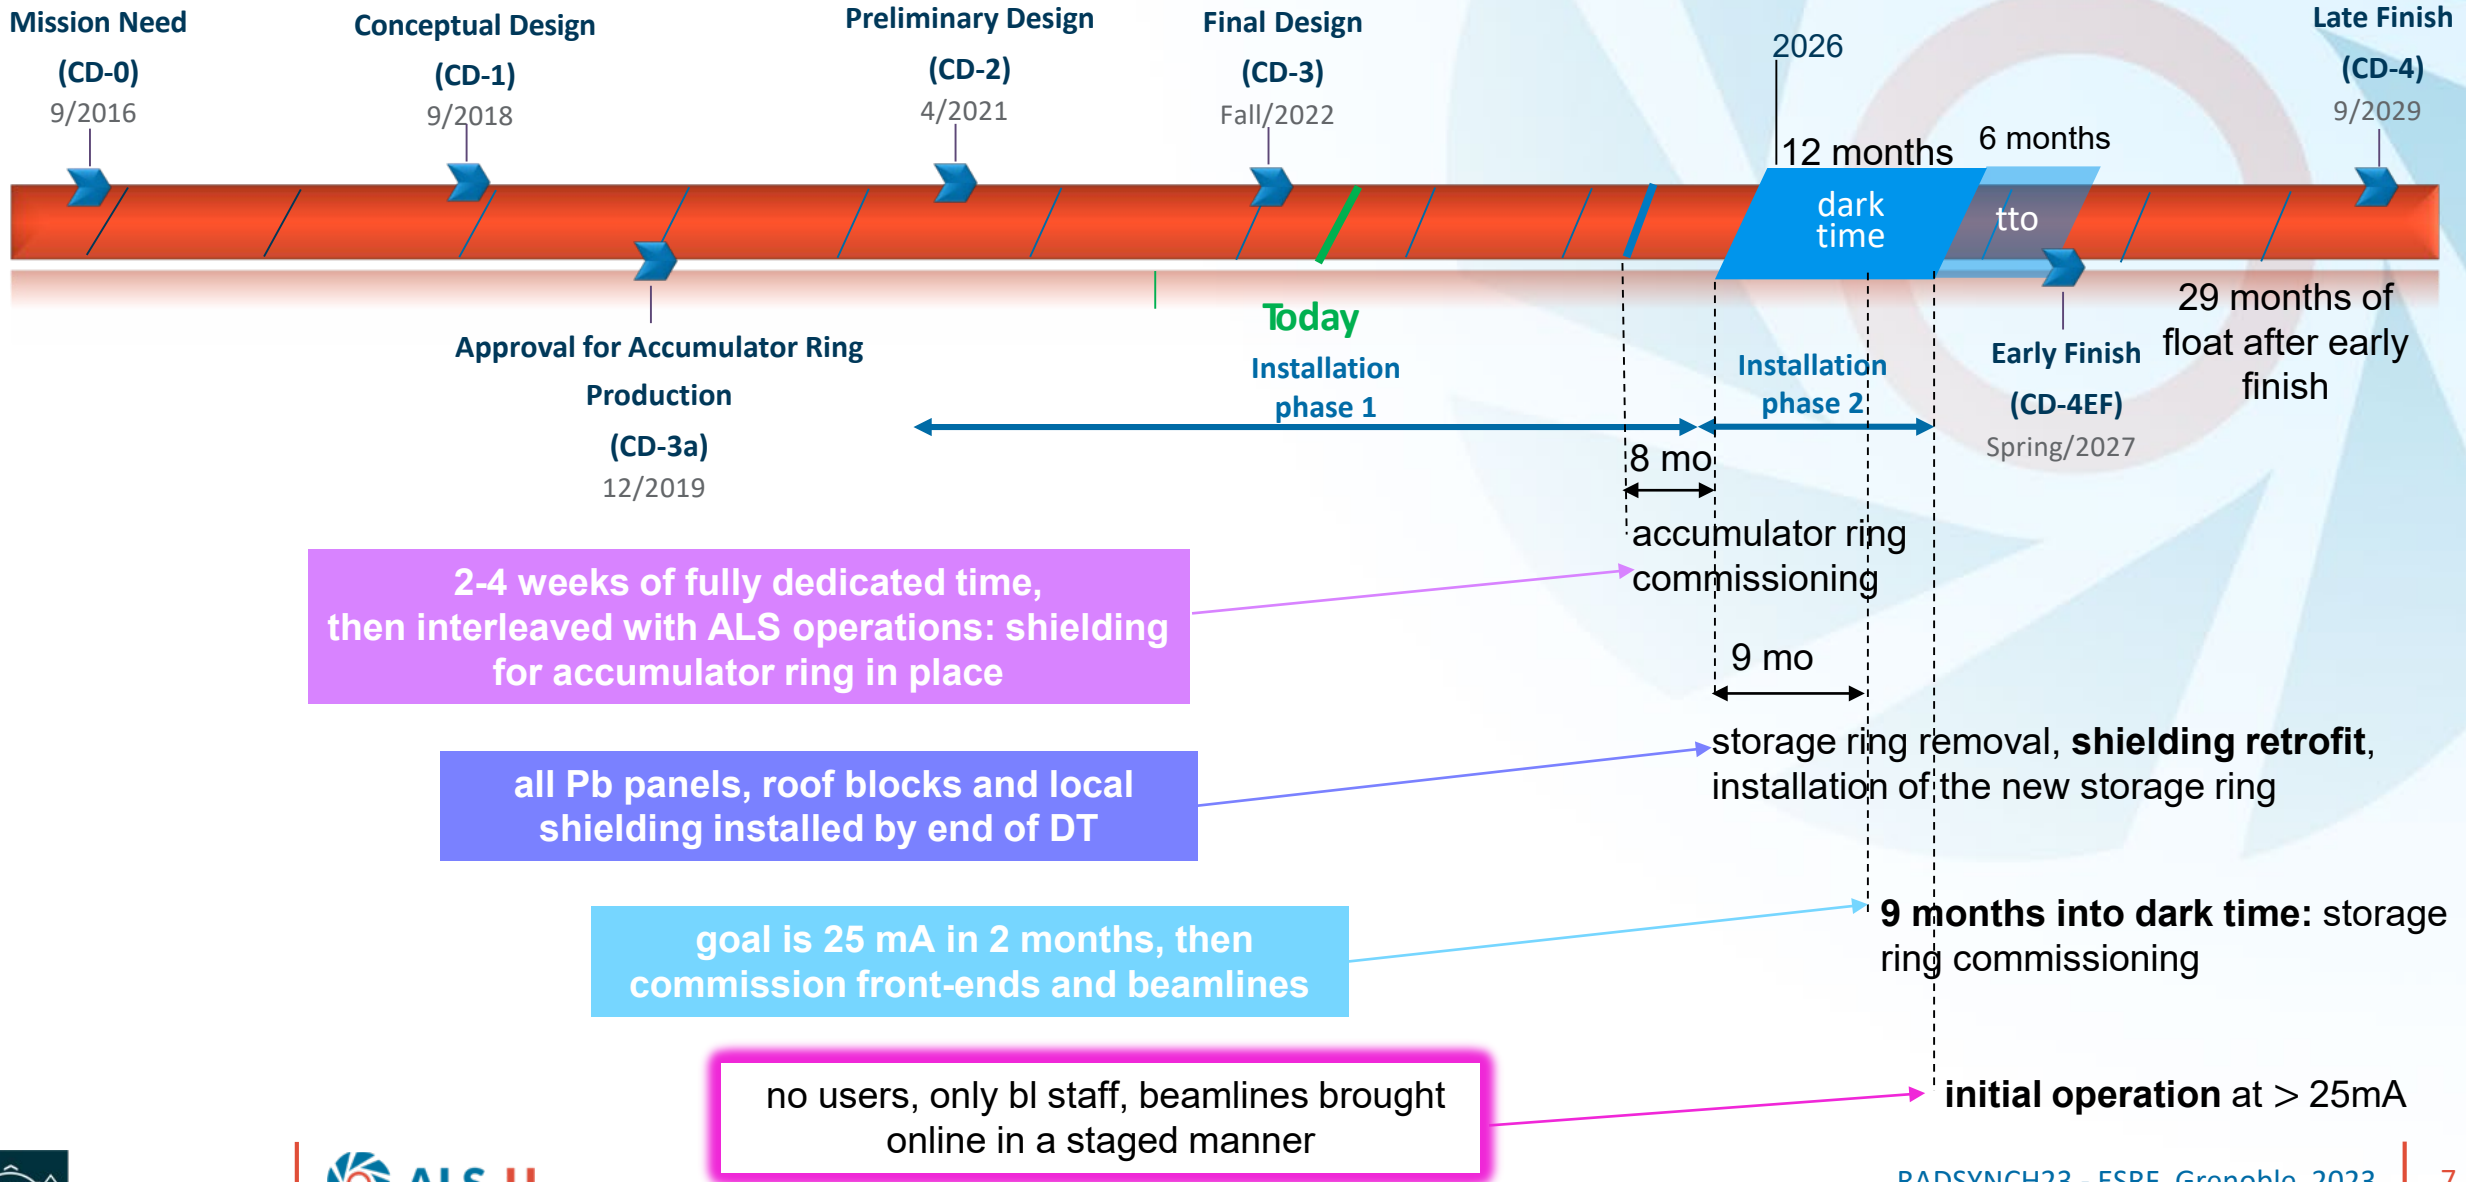 Mission Need
(CD-0)
9/2016
Conceptual Design
(CD-1)
9/2018
Preliminary Design
(CD-2)
4/2021
Final Design
(CD-3)
Fall/2022
2026
12 months
6 months
Late Finish
(CD-4)
9/2029
dark
time
tto
Approval for Accumulator Ring
Production
(CD-3a)
12/2019
Today
Installation
phase 1
Installation
phase 2
Early Finish
(CD-4EF)
Spring/2027
29 months of
float after early
finish
8 mo
accumulator ring
commissioning
2-4 weeks of fully dedicated time,
then interleaved with ALS operations: shielding
for accumulator ring in place
9 mo
storage ring removal, shielding retrofit,
installation of the new storage ring
all Pb panels, roof blocks and local
shielding installed by end of DT
9 months into dark time: storage
ring commissioning
goal is 25 mA in 2 months, then
commission front-ends and beamlines
initial operation at > 25mA
no users, only bl staff, beamlines brought
online in a staged manner
ALS-U
RADSYNCH23 - ESRF, Grenoble, 2023
7